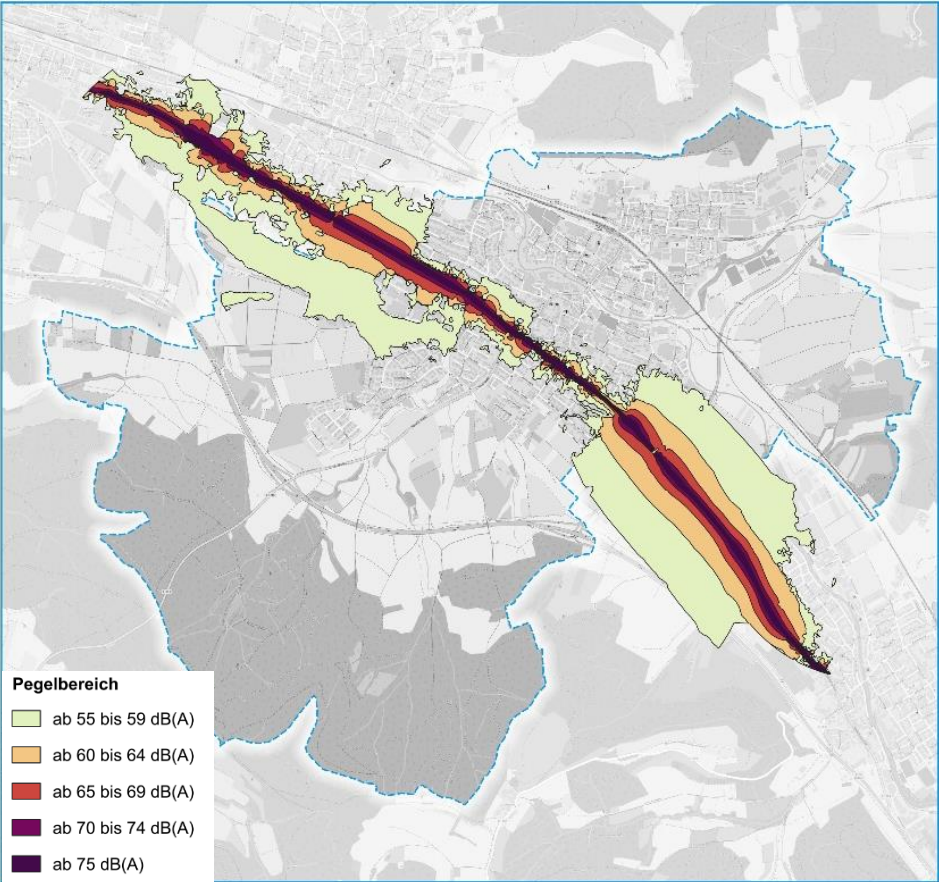 Pegelbereich
ab 55 bis 59 dB(A)
ab 60 bis 64 dB(A)
ab 65 bis 69 dB(A)
ab 70 bis 74 dB(A)
ab 75 dB(A)